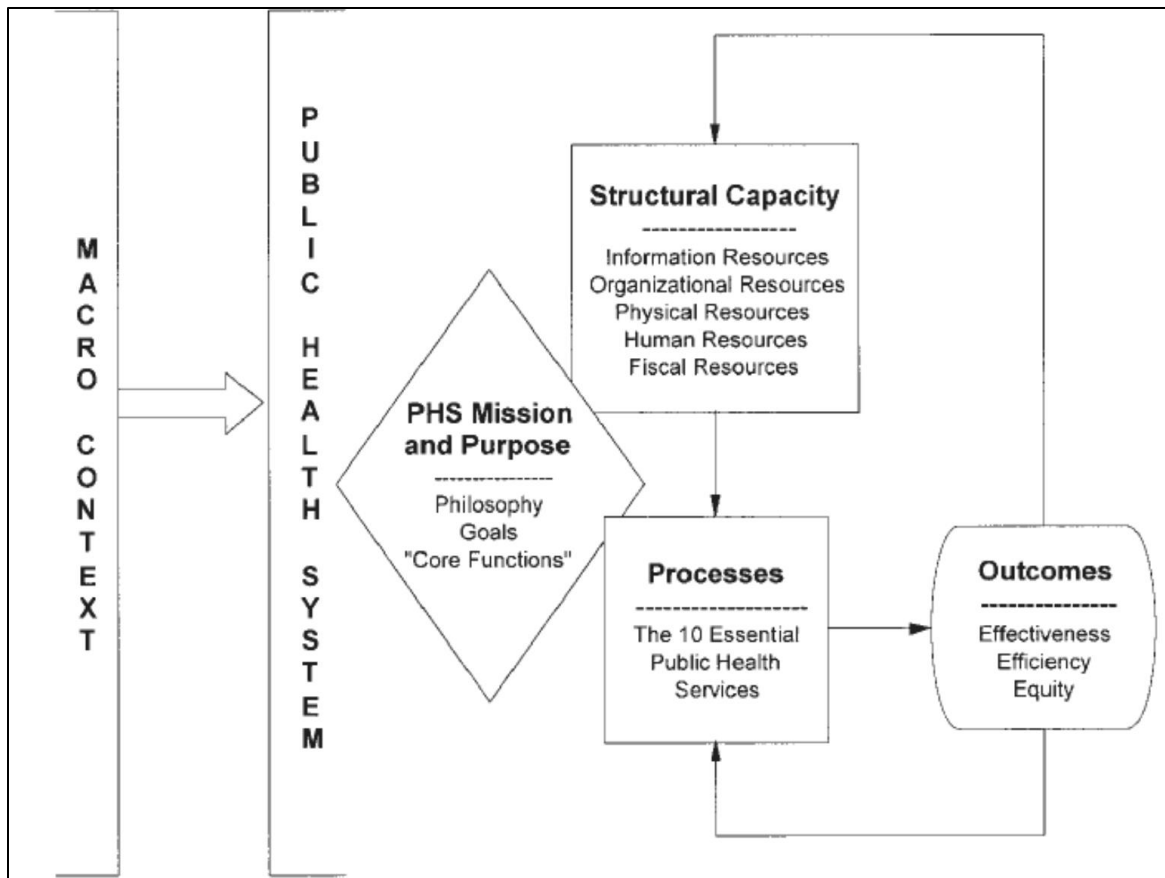 MACRO CONTEXT
PUBLIC HEALTH SYSTEM
PHS Mission
and Purpose
Philosophy
Goals
"Core Functions"
Structural Capacity
Information Resources
Organizational Resources
Physical Resources
Human Resources
Fiscal Resources
Processes
The 10 Essential
Public Health
Services
Outcomes
Effectiveness
Efficiency
Equity